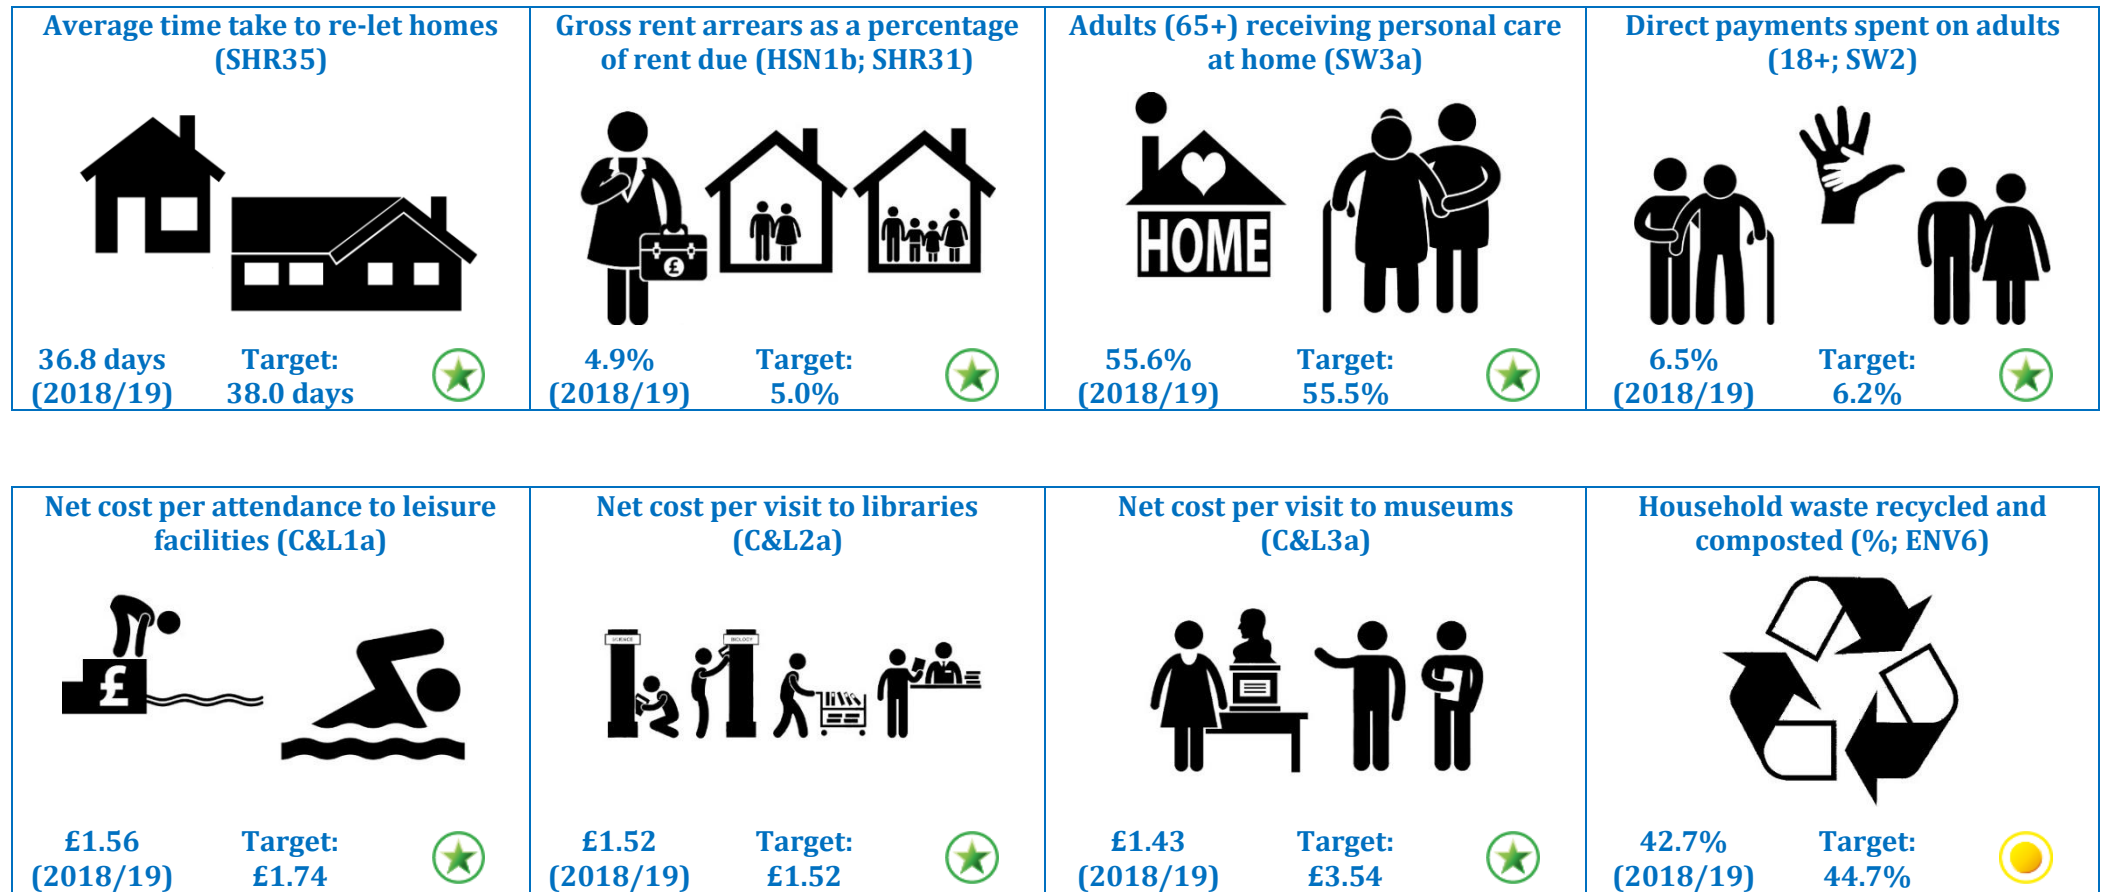 Average time take to re-let homes
(SHR35)
Gross rent arrears as a percentage
of rent due (HSN1b; SHR31)
Adults (65+) receiving personal care
at home (SW3a)
Direct payments spent on adults
(18+; SW2)
£
HOME
36.8 days
(2018/19)
Target:
38.0 days
4.9%
(2018/19)
Target:
5.0%
55.6%
(2018/19)
Target:
55.5%
6.5%
(2018/19)
Target:
6.2%
Net cost per attendance to leisure
facilities (C&L1a)
Net cost per visit to libraries
(C&L2a)
Net cost per visit to museums
(C&L3a)
Household waste recycled and
composted (%; ENV6)
£
SCIENCE
BIOLOGY
£1.56
(2018/19)
Target:
£1.74
£1.52
(2018/19)
Target:
£1.52
£1.43
(2018/19)
Target:
£3.54
42.7%
(2018/19)
Target:
44.7%